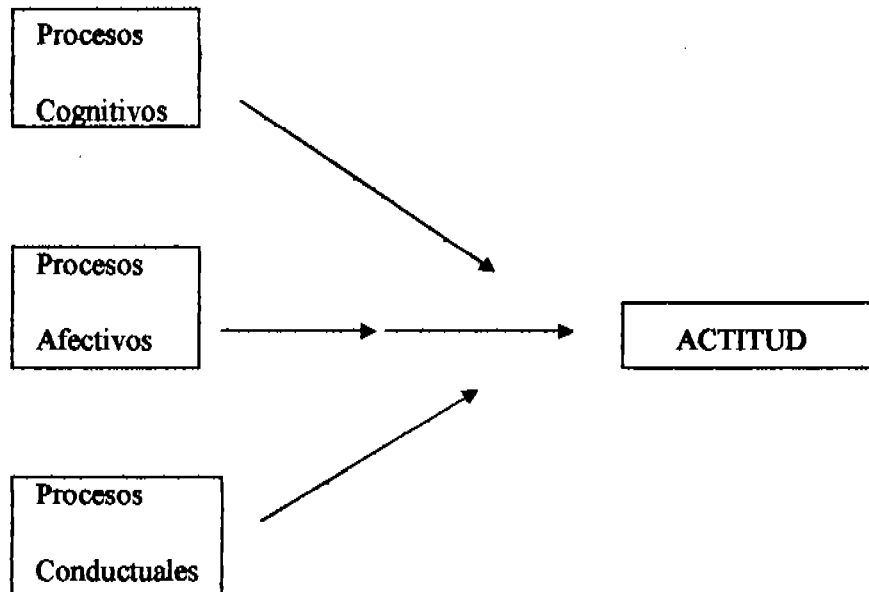 Procesos
Cognitivos
Procesos
Afectivos
ACTITUD
Procesos
Conductuales